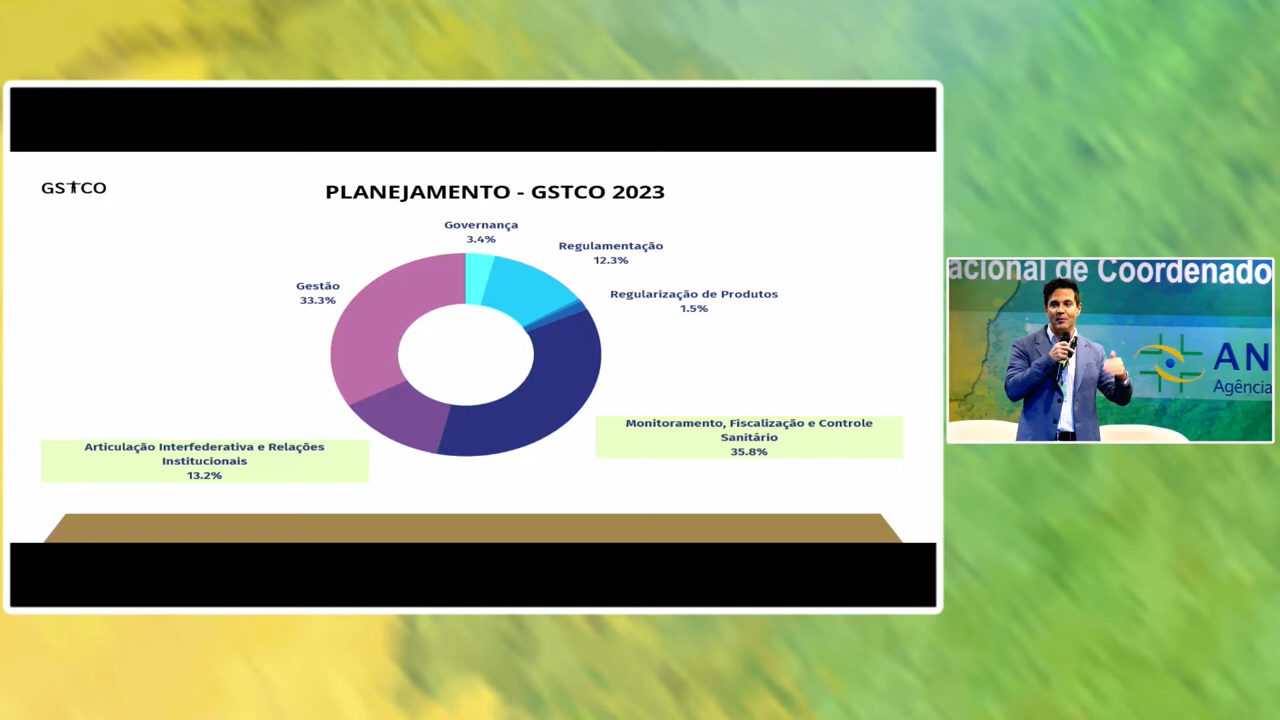 GSTCO
PLANEJAMENTO - GSTCO 2023
Governança
3.4%
Regulamentação
12.3%
Regularização de Produtos
1.5%
Gestão
33.3%
Monitoramento, Fiscalização e Controle
Sanitário
35.8%
Articulação Interfederativa e Relações
Institucionais
13.2%
acional de Coordenado
AN
Agência